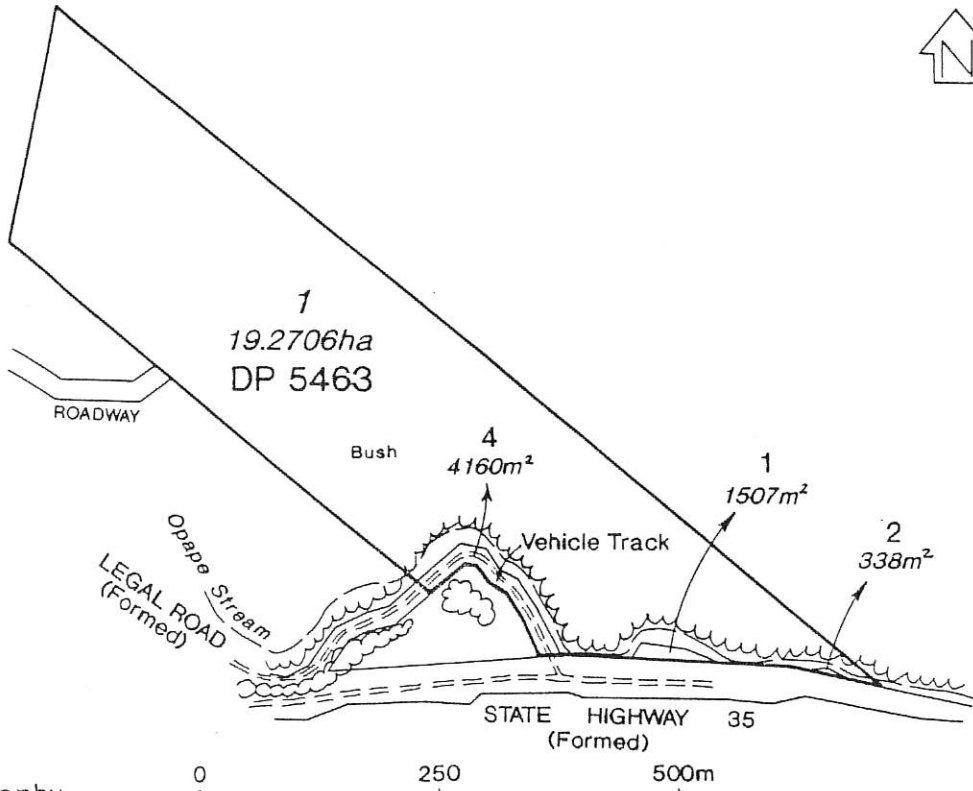 N
1
19.2706ha
DP 5463
ROADWAY
Bush
4
4160m²
1
1507m²
Vehicle Track
2
338m²
Opape Stream
LEGAL ROAD
(Formed)
STATE HIGHWAY 35
(Formed)
0 250 500m